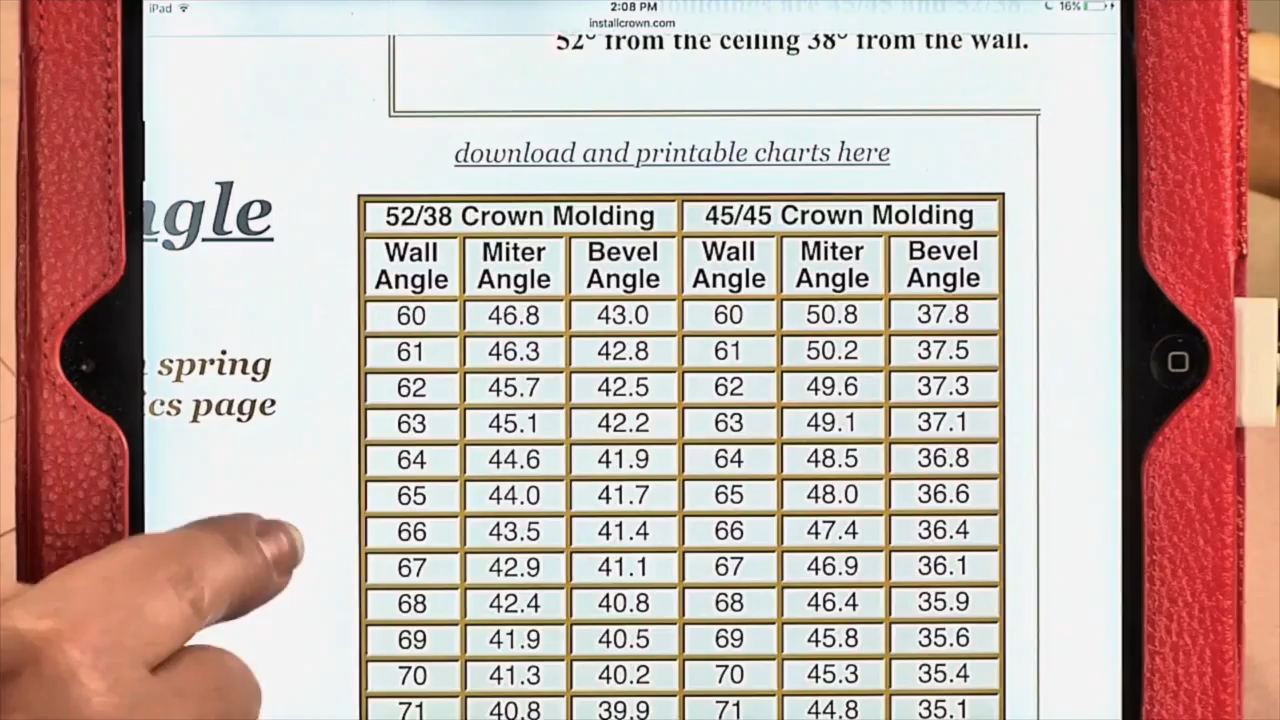 iPad 2:08 PM 16%
installcrown.com
52° from the ceiling 38° from the wall.
download and printable charts here
ngle
spring
ics page
52/38 Crown Molding 45/45 Crown Molding
Wall Angle Miter Angle Bevel Angle Wall Angle Miter Angle Bevel Angle
60 46.8 43.0 60 50.8 37.8
61 46.3 42.8 61 50.2 37.5
62 45.7 42.5 62 49.6 37.3
63 45.1 42.2 63 49.1 37.1
64 44.6 41.9 64 48.5 36.8
65 44.0 41.7 65 48.0 36.6
66 43.5 41.4 66 47.4 36.4
67 42.9 41.1 67 46.9 36.1
68 42.4 40.8 68 46.4 35.9
69 41.9 40.5 69 45.8 35.6
70 41.3 40.2 70 45.3 35.4
71 40.8 39.9 71 44.8 35.1